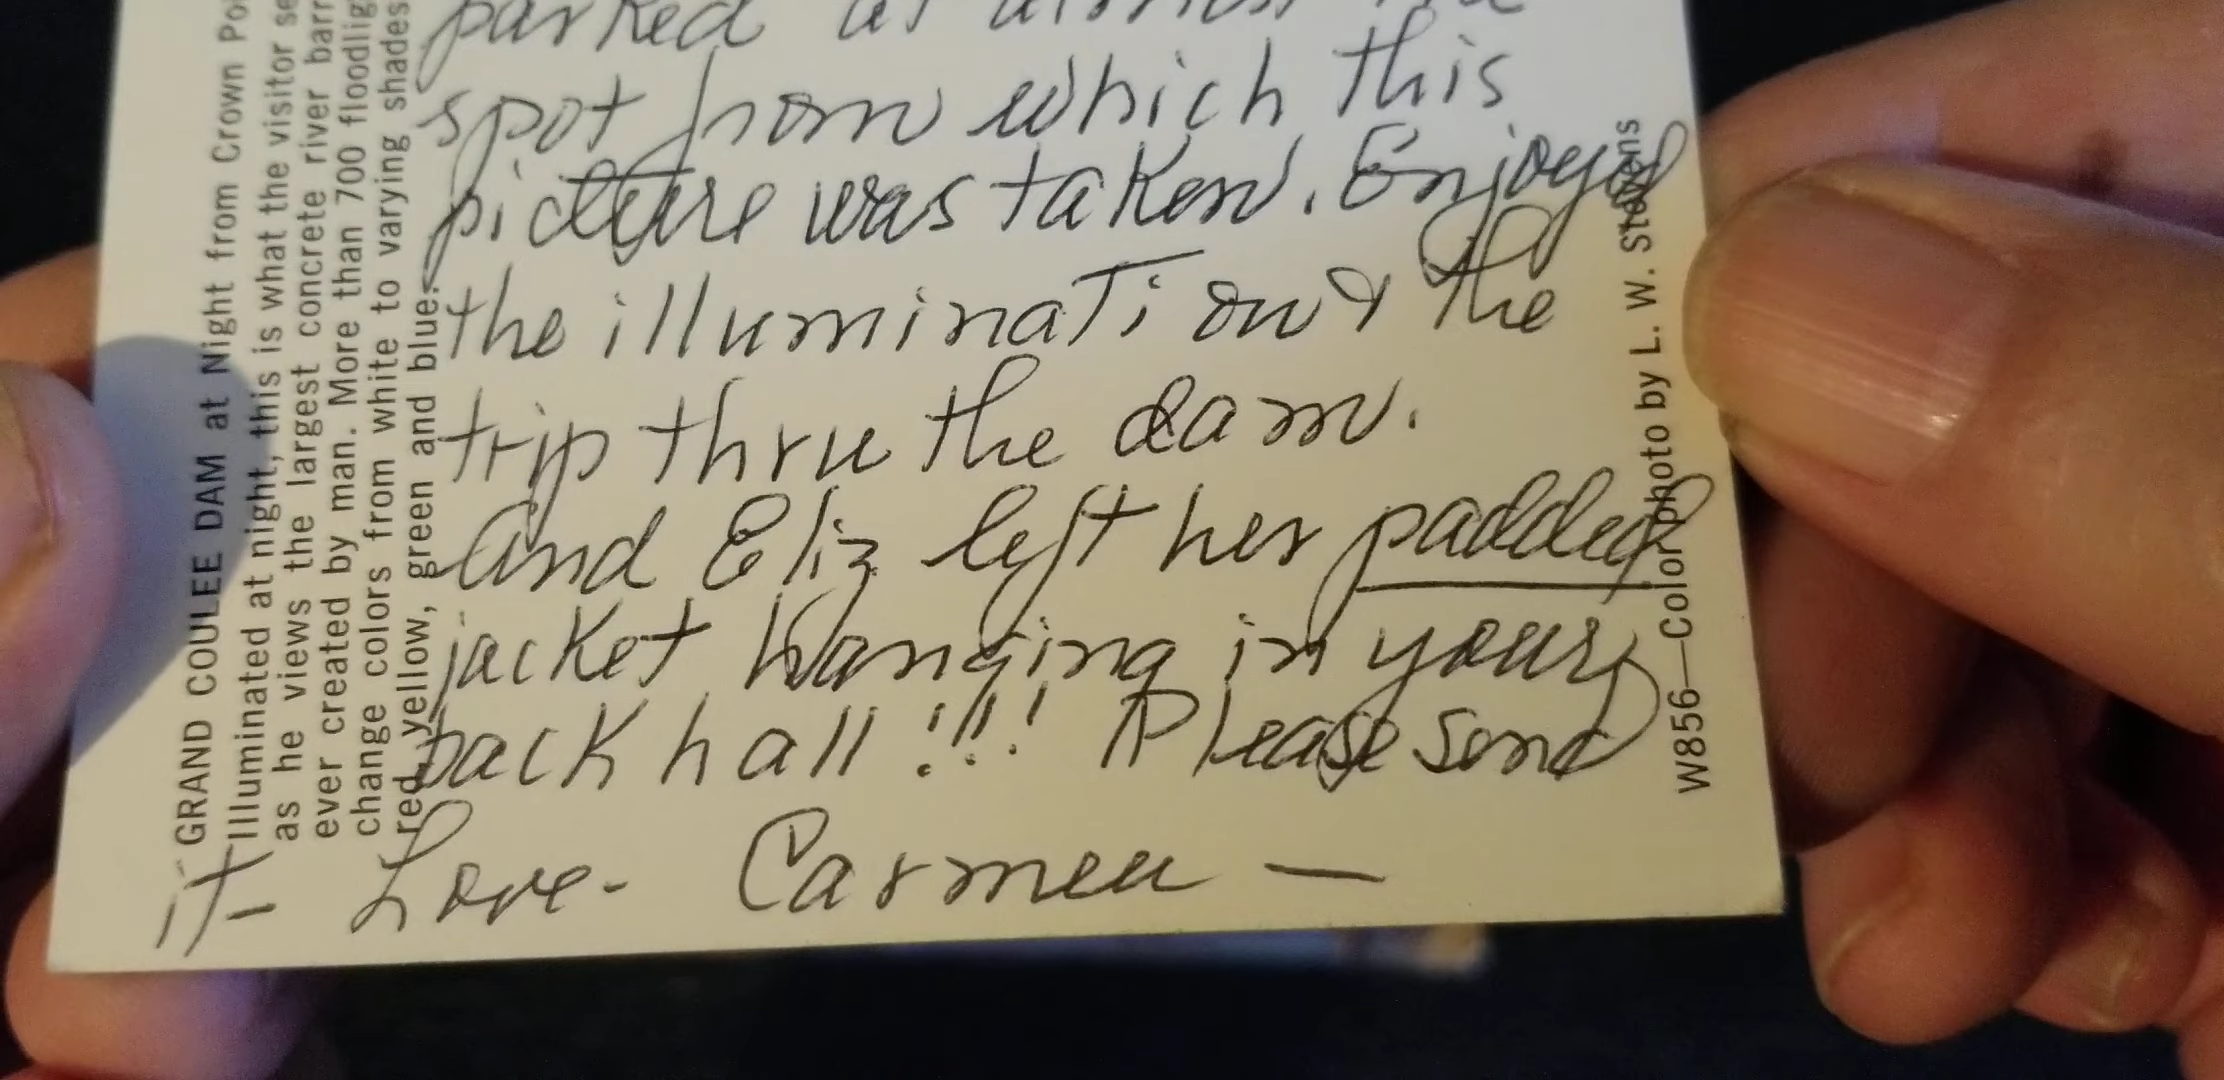 parked at almost the
spot from which this
picture was taken. Enjoyed
the illumination & the
trip thru the dam.
And Eliz left her padded
jacket hanging in your
back hall!!! Please send
it - Love - Carmen —
GRAND COULEE DAM at Night from Crown Poi
Illuminated at night, this is what the visitor se
as he views the largest concrete river barr
ever created by man. More than 700 floodlig
change colors from white to varying shades
red, yellow, green and blue.
W856—Color photo by L. W. Stevens